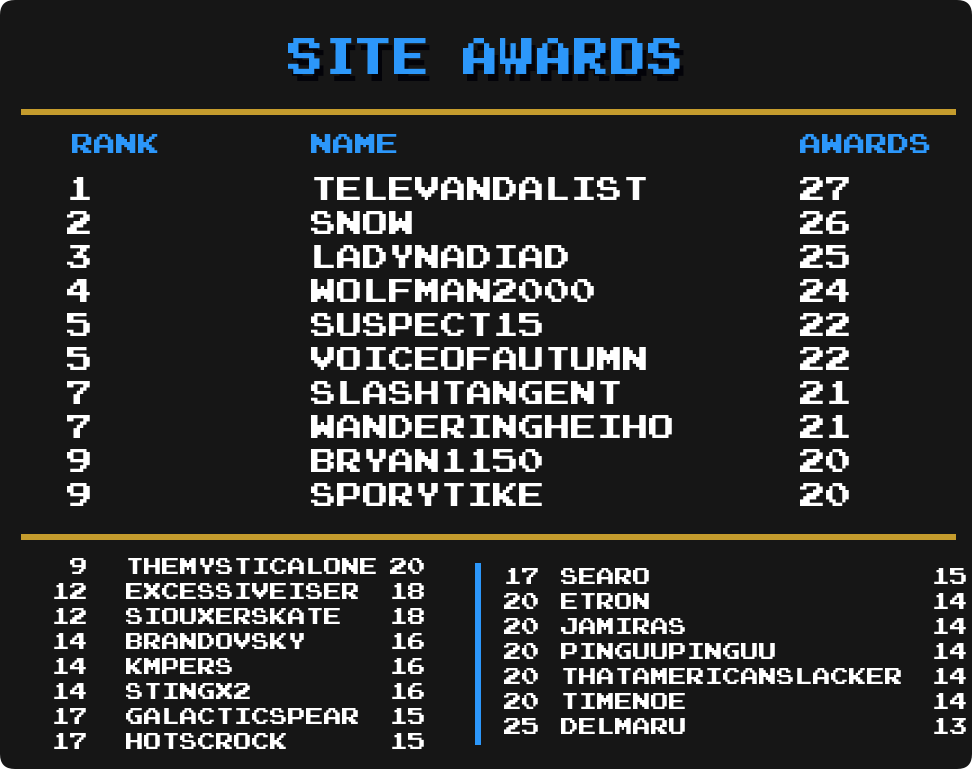 SITE AWARDS
RANK NAME AWARDS
1 TELEVANDALIST 27
2 SNOW 26
3 LADYNADIAD 25
4 WOLFMAN2000 24
5 SUSPECT15 22
5 VOICEOFAUTUMN 22
7 SLASHTANGENT 21
7 WANDERINGHEIHO 21
9 BRYAN1150 20
9 SPORYTIKE 20
9 THEMYSTICALONE 20
12 EXCESSIVEISER 18
12 SIOUXERSKATE 18
14 BRANDOVSKY 16
14 KMPERS 16
14 STINGX2 16
17 GALACTICSPEAR 15
17 HOTSCROCK 15
17 SEARO 15
20 ETRON 14
20 JAMIRAS 14
20 PINGUUPINGUU 14
20 THATAMERICANSLACKER 14
20 TIMENOE 14
25 DELMARU 13